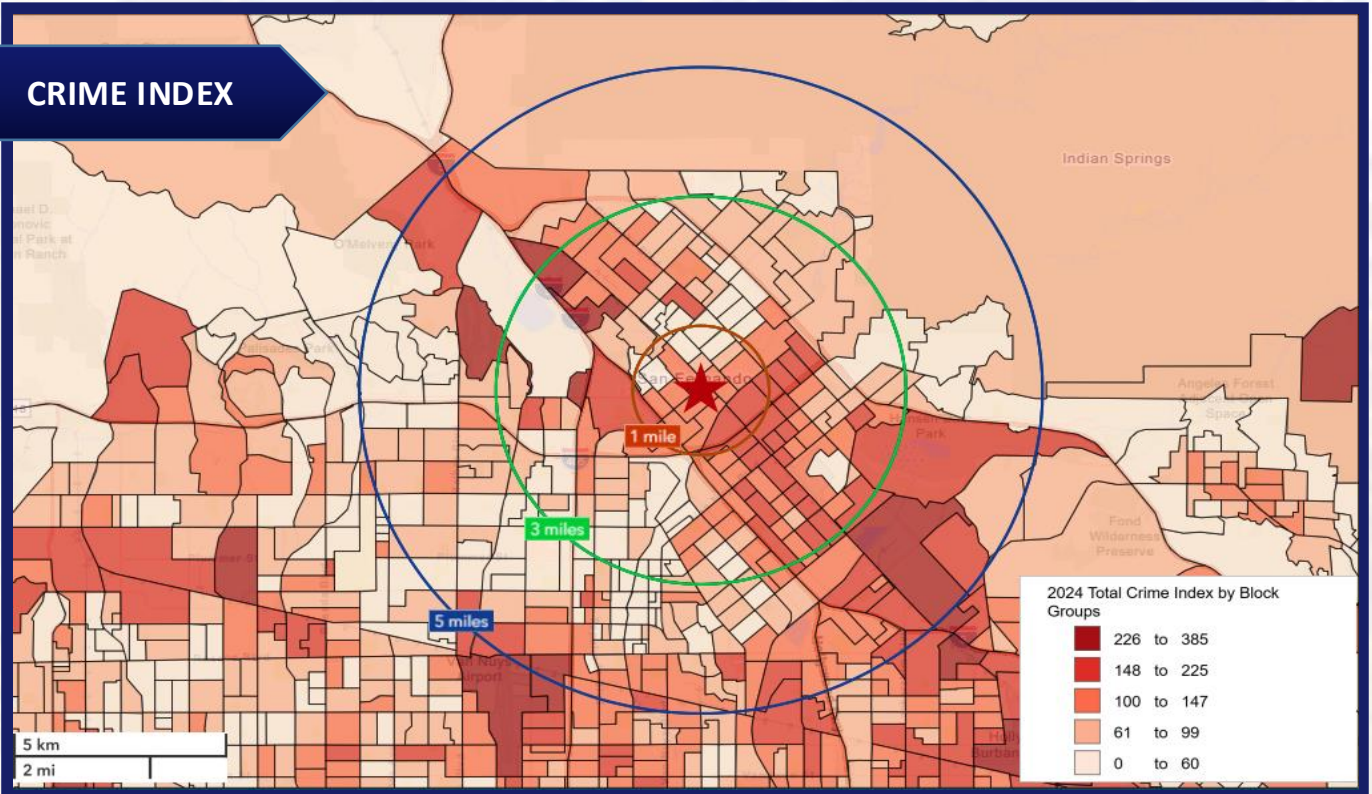 CRIME INDEX
Indian Springs
O'Melveny Park
Palisades Park
San Fernando
Angeles Forest
Space
1 mile
Park
3 miles
Fond
Wilderness
Preserve
5 miles
Van Nuys
Airport
2024 Total Crime Index by Block
Groups
226 to 385
148 to 225
100 to 147
61 to 99
0 to 60
5 km
2 mi